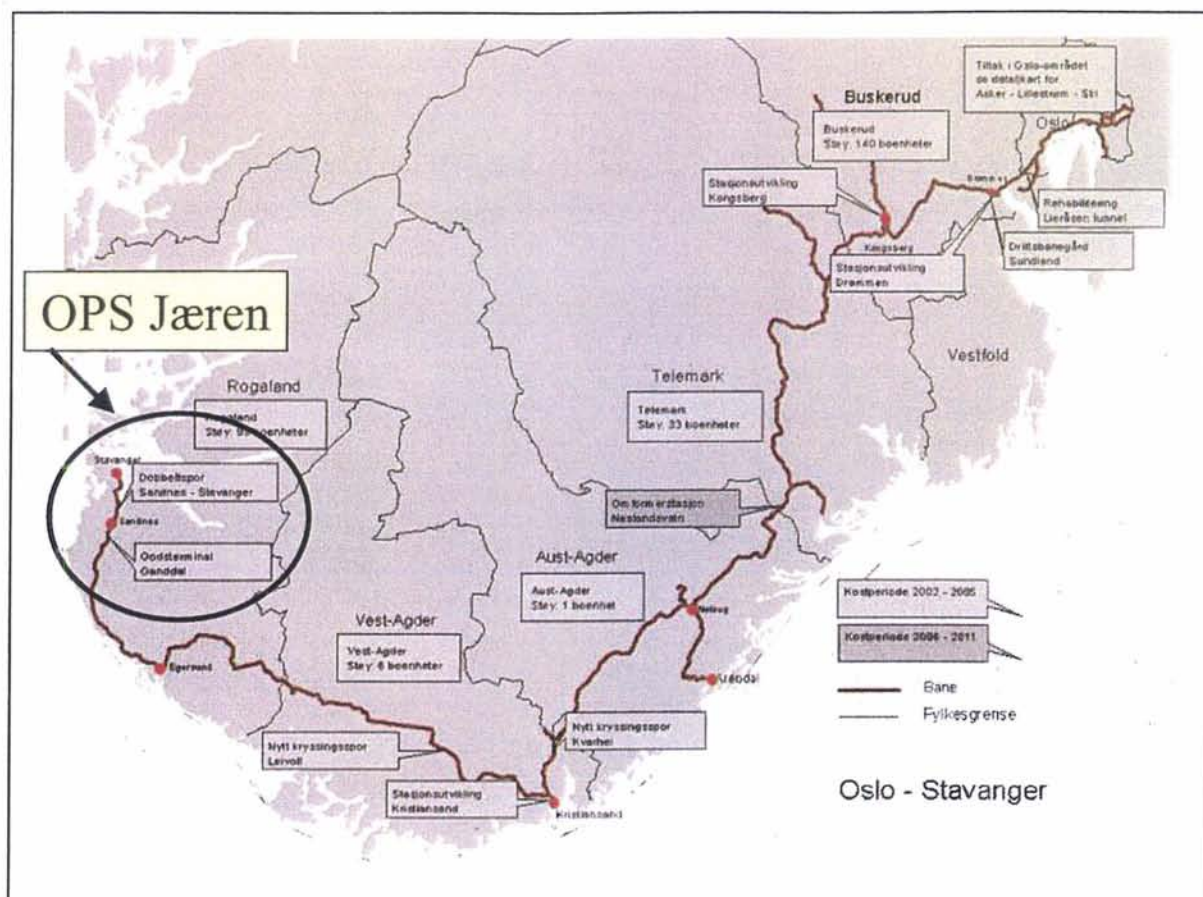 Tiltak i Oslo-området
se detaljkart for
Asker - Lillestrøm - Ski
Oslo
Buskerud
Buskerud
Støy: 140 boenheter
Stasjonsutvikling
Kongsberg
Rehabilitering
Lieråsen tunnel
Kongsberg
Driftsbanegård
Sundland
Stasjonsutvikling
Drammen
OPS Jæren
Vestfold
Telemark
Telemark
Støy: 33 boenheter
Rogaland
Rogaland
boenheter
Stavanger
Dobbeltspor
Sandnes - Stavanger
Sandnes
Godsterminal
Ganddal
Omformerstasjon
Neslandsvatn
Aust-Agder
Aust-Agder
Støy: 1 boenhet
Nelaug
Arendal
Vest-Agder
Vest-Agder
Støy: 6 boenheter
Egersund
Nytt kryssingsspor
Leivoll
Nytt kryssingsspor
Kvarhei
Stasjonsutvikling
Kristiansand
Kristiansand
Kostperiode 2002 - 2005
Kostperiode 2006 - 2011
Bane
Fylkesgrense
Oslo - Stavanger